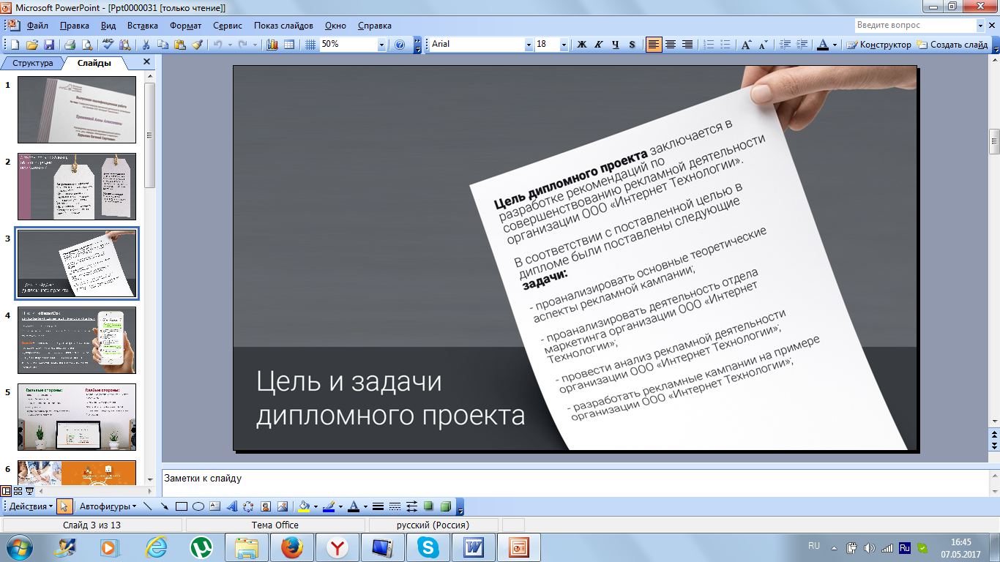 Microsoft PowerPoint - [Ppt0000031 [только чтение]]
Файл Правка Вид Вставка Формат Сервис Показ слайдов Окно Справка
Введите вопрос
50%
Arial
18
Ж К Ч S
Конструктор
Создать слайд
Структура
Слайды
1
Выпускная квалификационная работа
2
3
4
5
6
Цель дипломного проекта заключается в
разработке рекомендаций по
совершенствованию рекламной деятельности
организации ООО «Интернет Технологии».
В соответствии с поставленной целью в
дипломе были поставлены следующие
задачи:
- проанализировать основные теоретические
аспекты рекламной кампании;
- проанализировать деятельность отдела
маркетинга организации ООО «Интернет
Технологии»;
- провести анализ рекламной деятельности
организации ООО «Интернет Технологии»;
- разработать рекламные кампании на примере
организации ООО «Интернет Технологии»;
Цель и задачи
дипломного проекта
Заметки к слайду
Действия
Автофигуры
Слайд 3 из 13
Тема Office
русский (Россия)
RU
Ru
16:45
07.05.2017